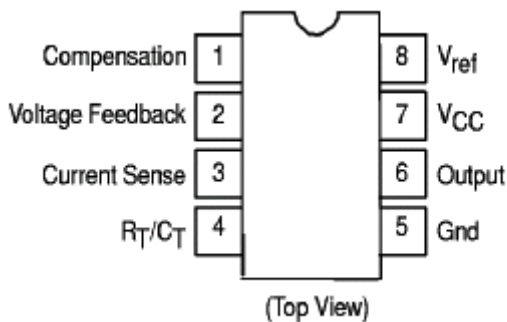 Compensation 1 8 Vref
Voltage Feedback 2 7 VCC
Current Sense 3 6 Output
RT/CT 4 5 Gnd
(Top View)